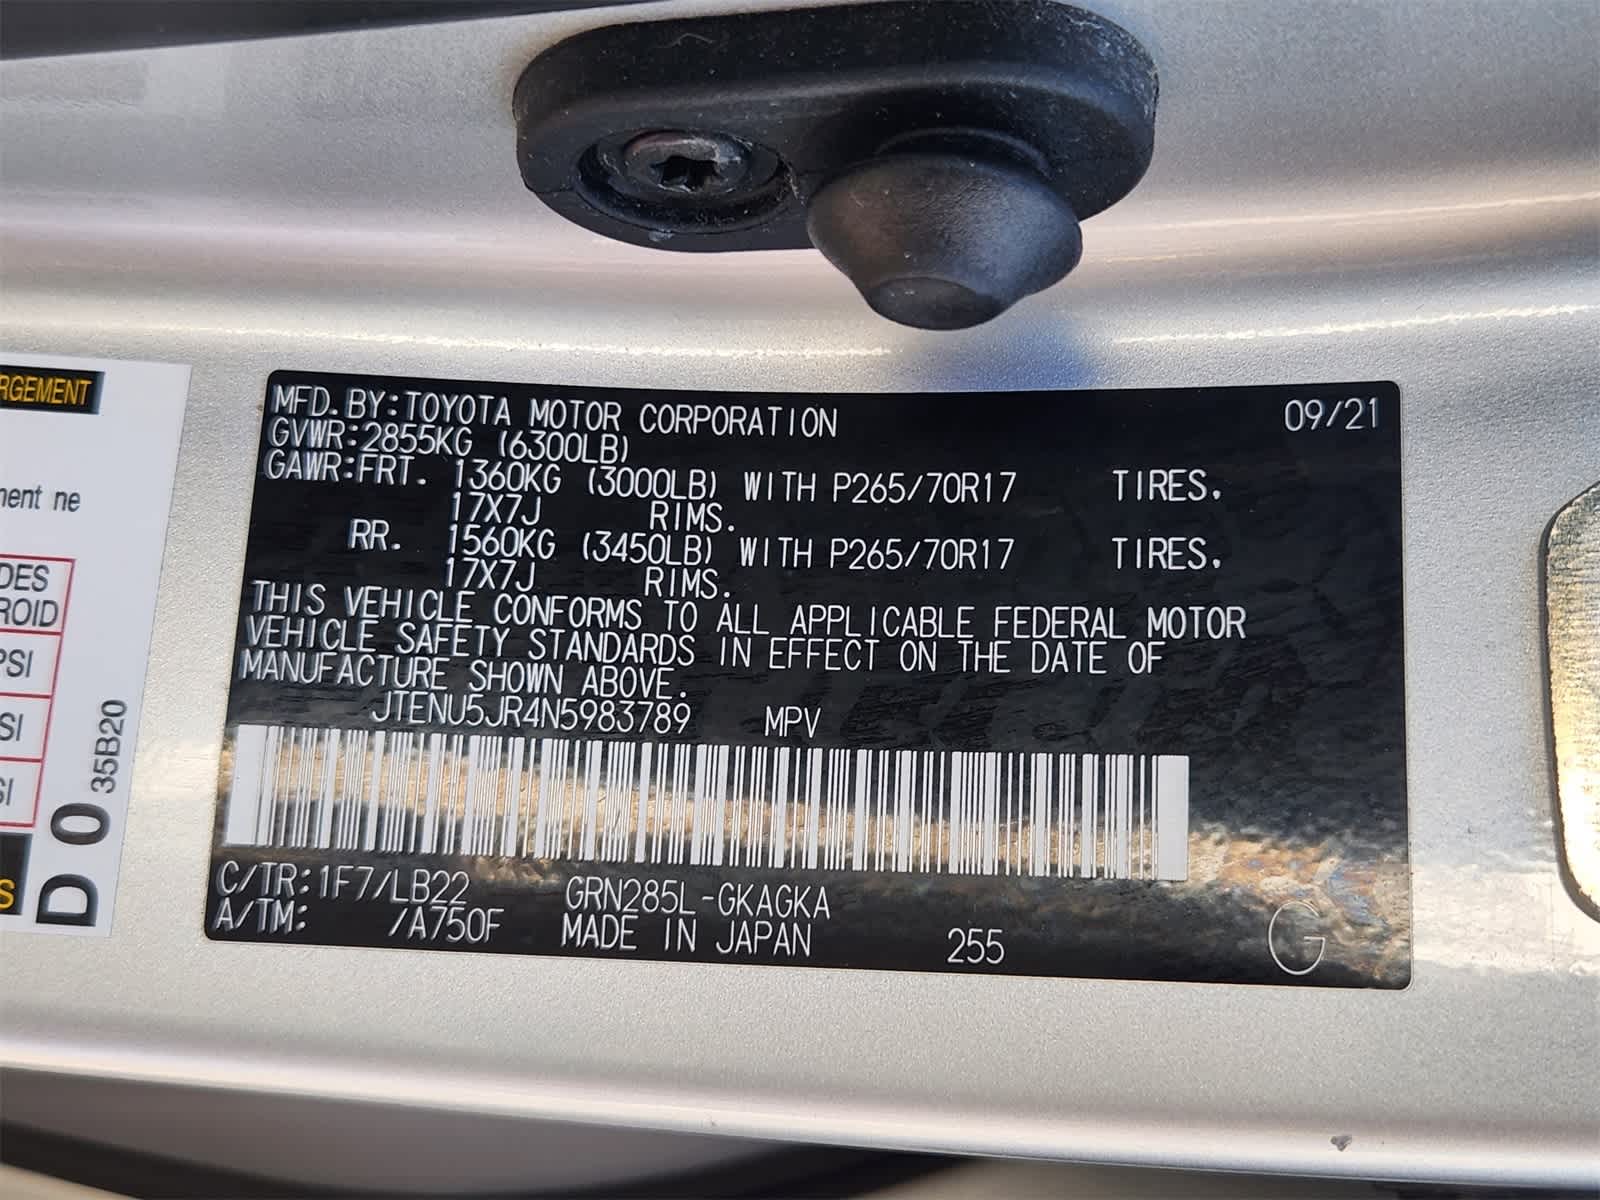 MFD. BY: TOYOTA MOTOR CORPORATION 09/21
GVWR: 2855KG (6300LB)
GAWR: FRT. 1360KG (3000LB) WITH P265/70R17 TIRES.
17X7J RIMS.
RR. 1560KG (3450LB) WITH P265/70R17 TIRES.
17X7J RIMS.
THIS VEHICLE CONFORMS TO ALL APPLICABLE FEDERAL MOTOR
VEHICLE SAFETY STANDARDS IN EFFECT ON THE DATE OF
MANUFACTURE SHOWN ABOVE.
JTENU5JR4N5983789 MPV
C/TR: 1F7/LB22 GRN285L-GKAGKA
A/TM: /A750F MADE IN JAPAN 255 G
RGEMENT
ment ne
DES
ROID
PSI
SI
SI
S
D0 35B20